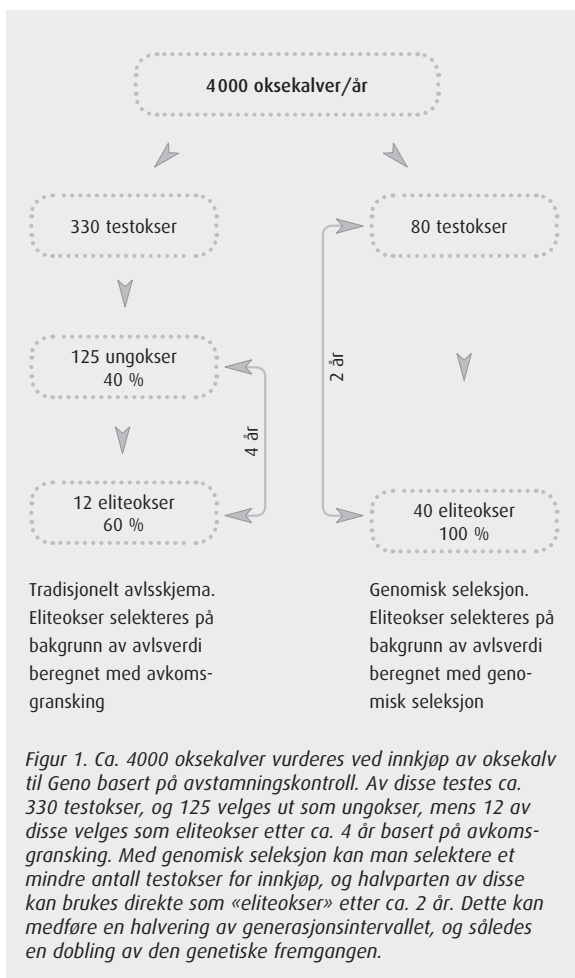 4000 oksekalver/år
330 testokser
80 testokser
125 ungokser
40 %
2 år
4 år
12 eliteokser
60 %
40 eliteokser
100 %
Tradisjonelt avlsskjema.
Eliteokser selekteres på
bakgrunn av avlsverdi
beregnet med avkoms-
gransking
Genomisk seleksjon.
Eliteokser selekteres på
bakgrunn av avlsverdi
beregnet med geno-
misk seleksjon
Figur 1. Ca. 4000 oksekalver vurderes ved innkjøp av oksekalv
til Geno basert på avstamningskontroll. Av disse testes ca.
330 testokser, og 125 velges ut som ungokser, mens 12 av
disse velges som eliteokser etter ca. 4 år basert på avkoms-
gransking. Med genomisk seleksjon kan man selektere et
mindre antall testokser for innkjøp, og halvparten av disse
kan brukes direkte som «eliteokser» etter ca. 2 år. Dette kan
medføre en halvering av generasjonsintervallet, og således
en dobling av den genetiske fremgangen.